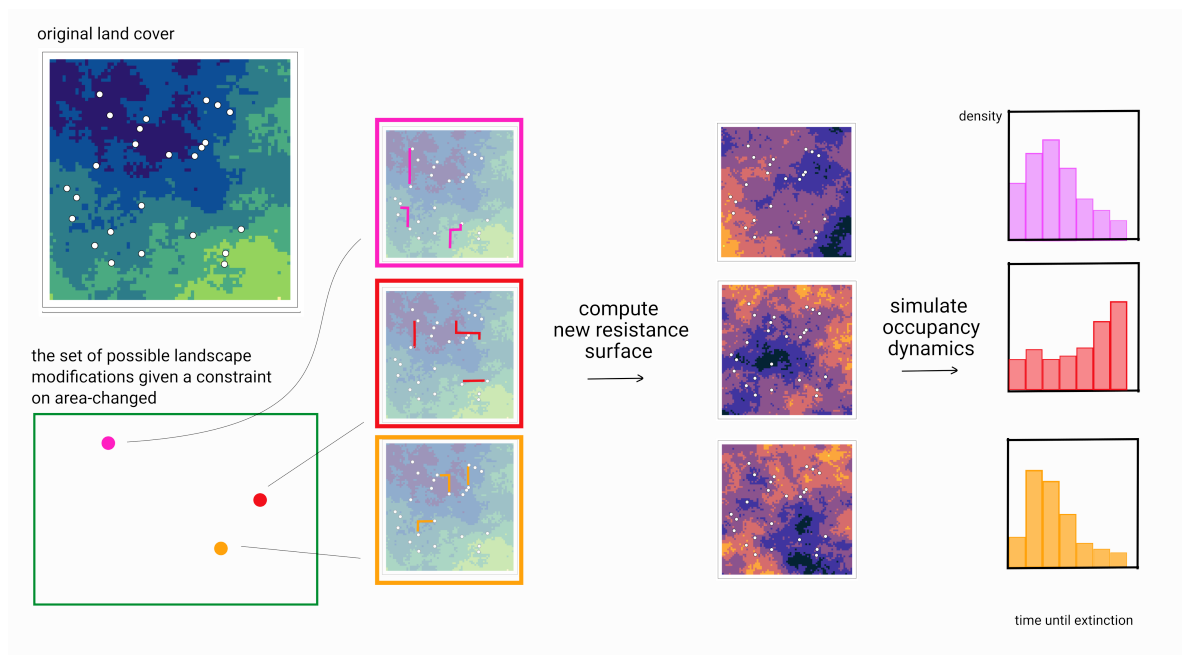 original land cover
density
compute
new resistance
surface
simulate
occupancy
dynamics
the set of possible landscape
modifications given a constraint
on area-changed
time until extinction